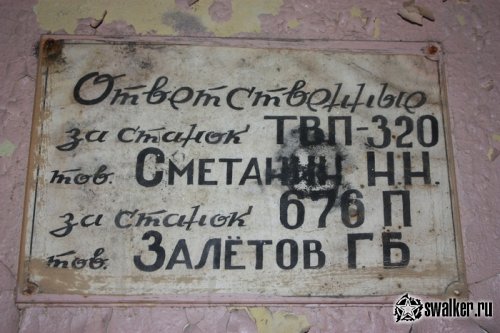 Ответственные
за станок ТВП-320
тов. СМЕТАНИН Н.Н.
за станок 676 П
тов. ЗАЛЁТОВ Г.Б
swalker.ru